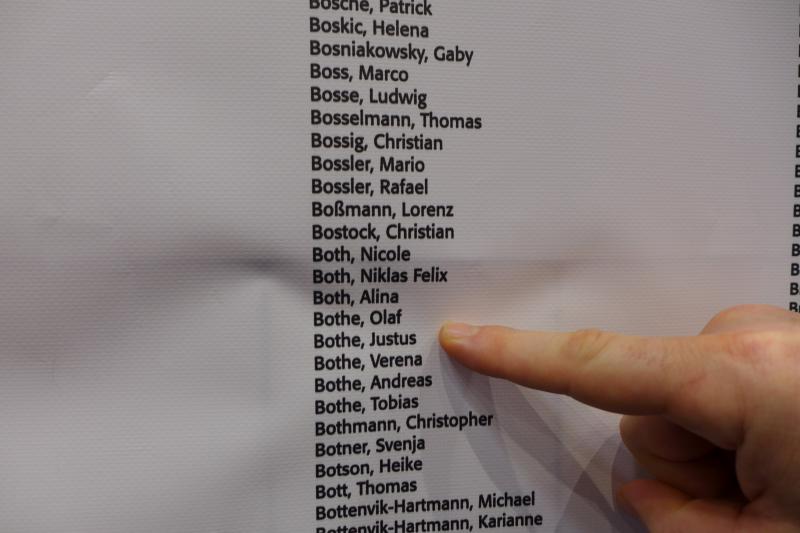 Bosche, Patrick
Boskic, Helena
Bosniakowsky, Gaby
Boss, Marco
Bosse, Ludwig
Bosselmann, Thomas
Bossig, Christian
Bossler, Mario
Bossler, Rafael
Boßmann, Lorenz
Bostock, Christian
Both, Nicole
Both, Niklas Felix
Both, Alina
Bothe, Olaf
Bothe, Justus
Bothe, Verena
Bothe, Andreas
Bothe, Tobias
Bothmann, Christopher
Botner, Svenja
Botson, Heike
Bott, Thomas
Bottenvik-Hartmann, Michael
Bottenvik-Hartmann, Karianne